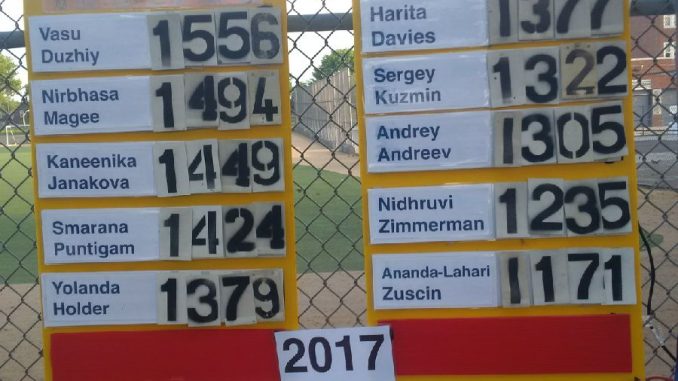 Vasu
Duzhiy
1556
Nirbhasa
Magee
1494
Kaneenika
Janakova
1449
Smarana
Puntigam
1424
Yolanda
Holder
1379
Harita
Davies
1377
Sergey
Kuzmin
1322
Andrey
Andreev
1305
Nidhruvi
Zimmerman
1235
Ananda-Lahari
Zuscin
1171
2017